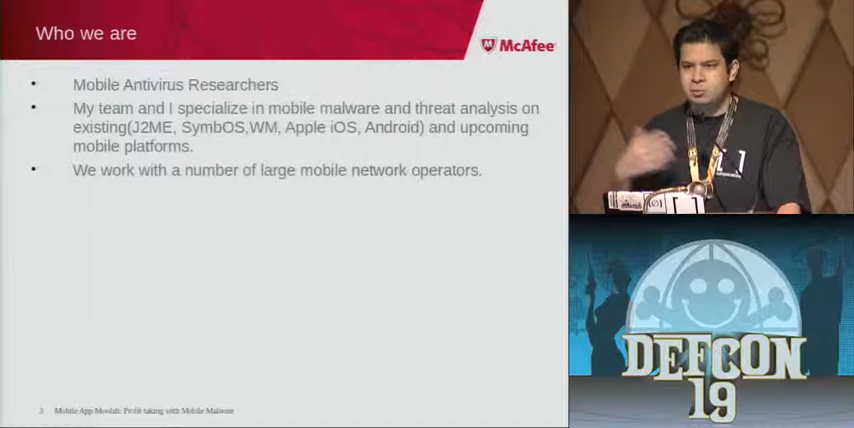 Who we are
McAfee
Mobile Antivirus Researchers
My team and I specialize in mobile malware and threat analysis on
existing(J2ME, SymbOS,WM, Apple iOS, Android) and upcoming
mobile platforms.
We work with a number of large mobile network operators.
3 Mobile App Moolah: Profit taking with Mobile Malware
DEFCON
19